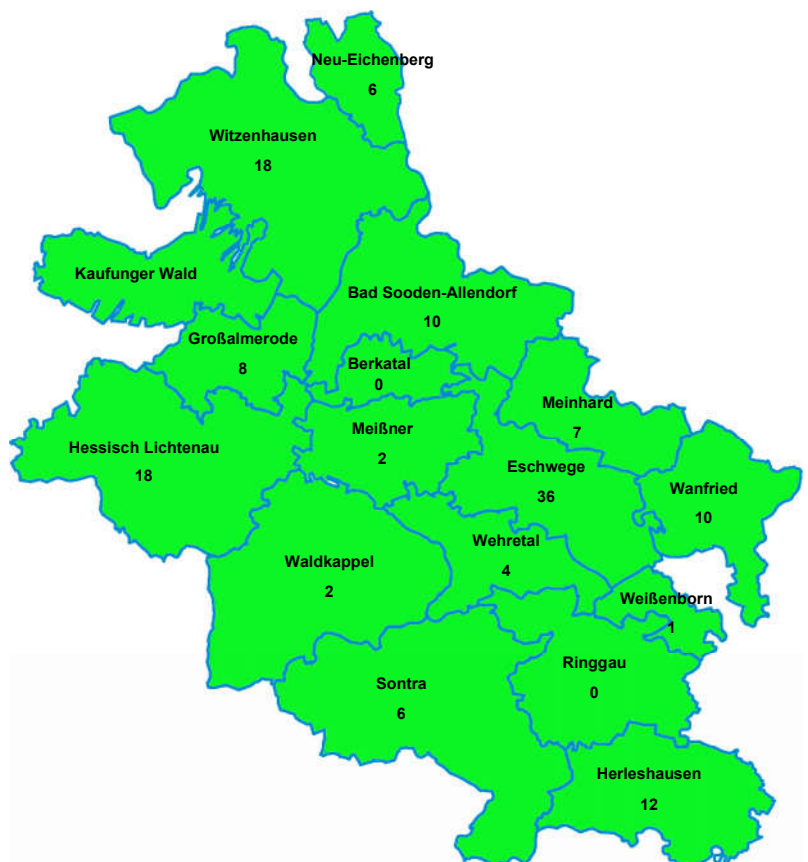 Neu-Eichenberg
6
Witzenhausen
18
Kaufunger Wald
Bad Sooden-Allendorf
10
Großalmerode
8
Berkatal
0
Meinhard
7
Meißner
2
Hessisch Lichtenau
18
Eschwege
36
Wanfried
10
Wehretal
4
Waldkappel
2
Weißenborn
1
Ringgau
0
Sontra
6
Herleshausen
12